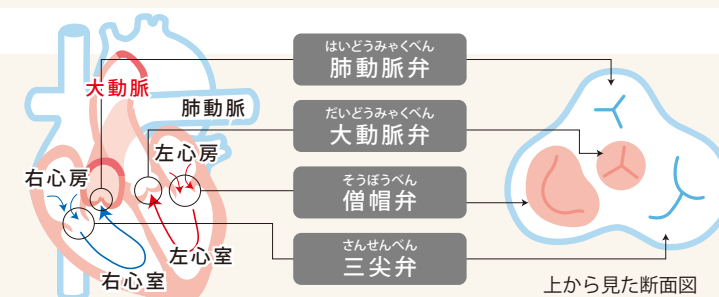 はいどうみゃくべん
肺動脈弁
大動脈
肺動脈
だいどうみゃくべん
大動脈弁
左心房
右心房
そうぼうべん
僧帽弁
さんせんべん
三尖弁
左心室
右心室
上から見た断面図